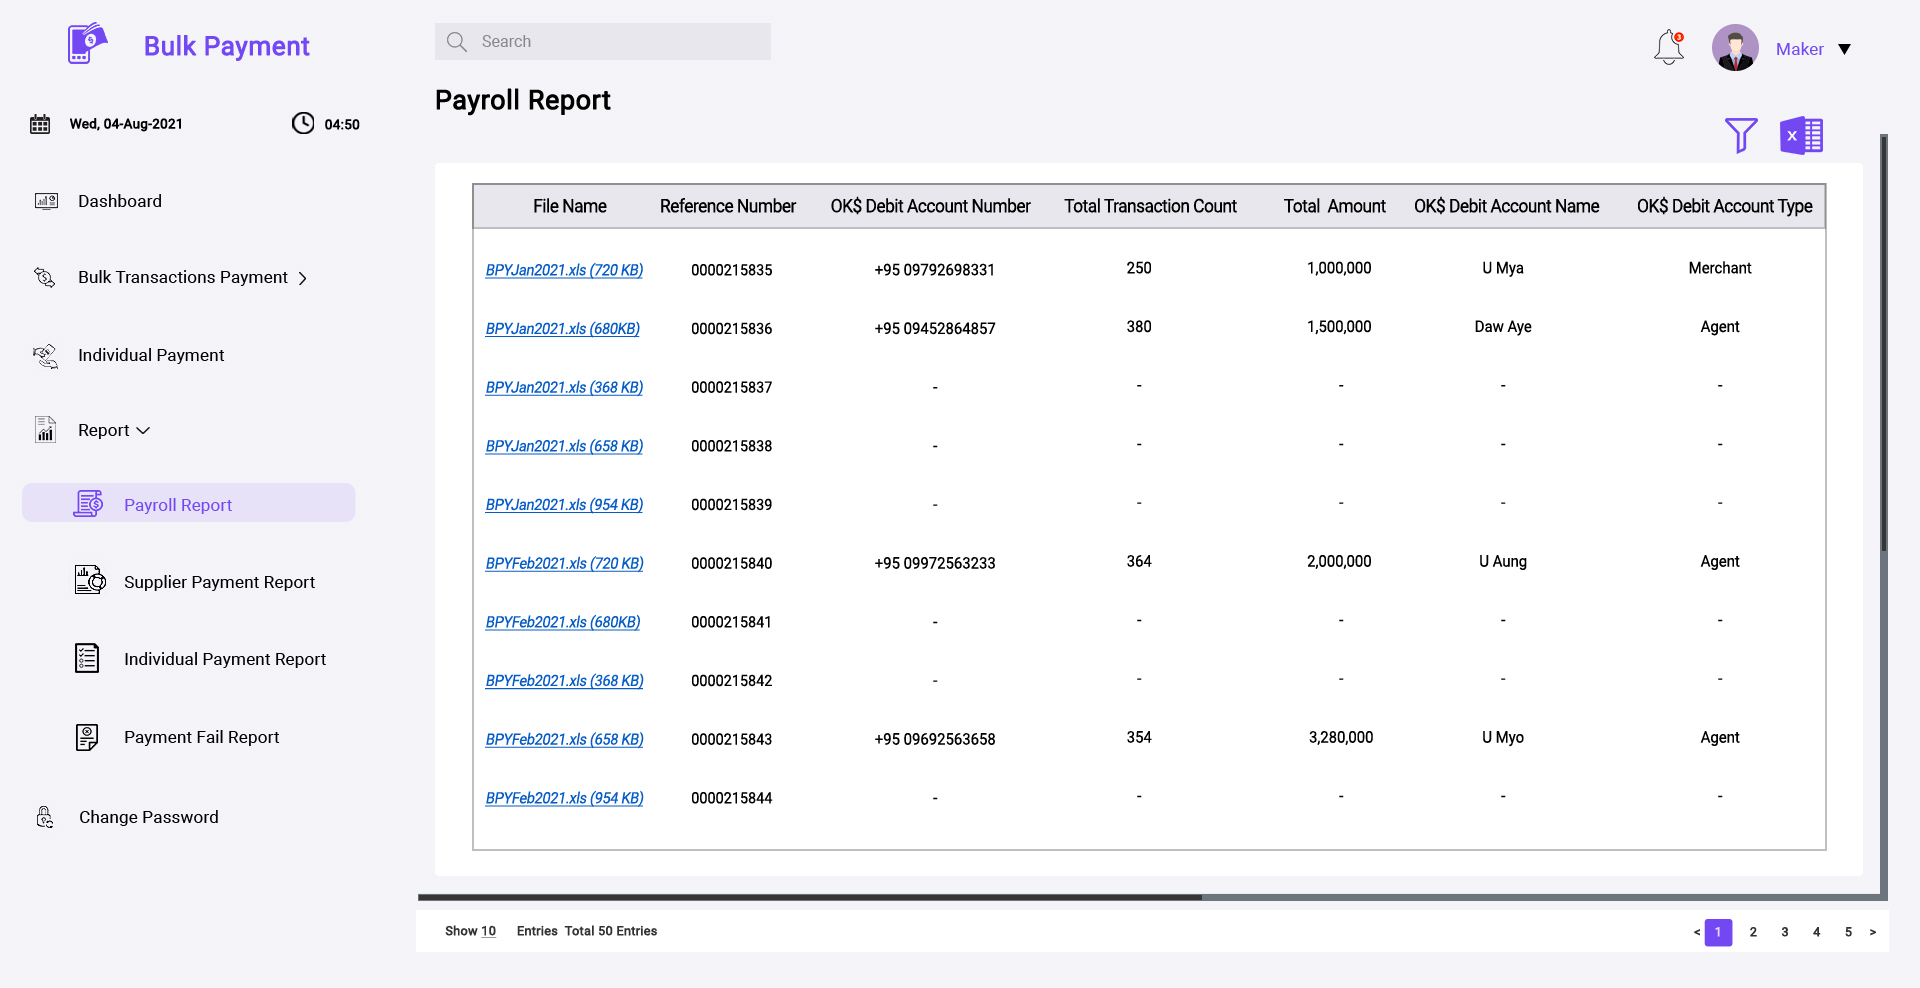 Bulk Payment
Search
3
Maker
Payroll Report
Wed, 04-Aug-2021 04:50
Dashboard
Bulk Transactions Payment
Individual Payment
Report
Payroll Report
Supplier Payment Report
Individual Payment Report
Payment Fail Report
Change Password
X
File Name Reference Number OK$ Debit Account Number Total Transaction Count Total Amount OK$ Debit Account Name OK$ Debit Account Type
BPYJan2021.xls (720 KB) 0000215835 +95 09792698331 250 1,000,000 U Mya Merchant
BPYJan2021.xls (680KB) 0000215836 +95 09452864857 380 1,500,000 Daw Aye Agent
BPYJan2021.xls (368 KB) 0000215837 - - - - -
BPYJan2021.xls (658 KB) 0000215838 - - - - -
BPYJan2021.xls (954 KB) 0000215839 - - - - -
BPYFeb2021.xls (720 KB) 0000215840 +95 09972563233 364 2,000,000 U Aung Agent
BPYFeb2021.xls (680KB) 0000215841 - - - - -
BPYFeb2021.xls (368 KB) 0000215842 - - - - -
BPYFeb2021.xls (658 KB) 0000215843 +95 09692563658 354 3,280,000 U Myo Agent
BPYFeb2021.xls (954 KB) 0000215844 - - - - -
Show 10 Entries Total 50 Entries
< 1 2 3 4 5 >